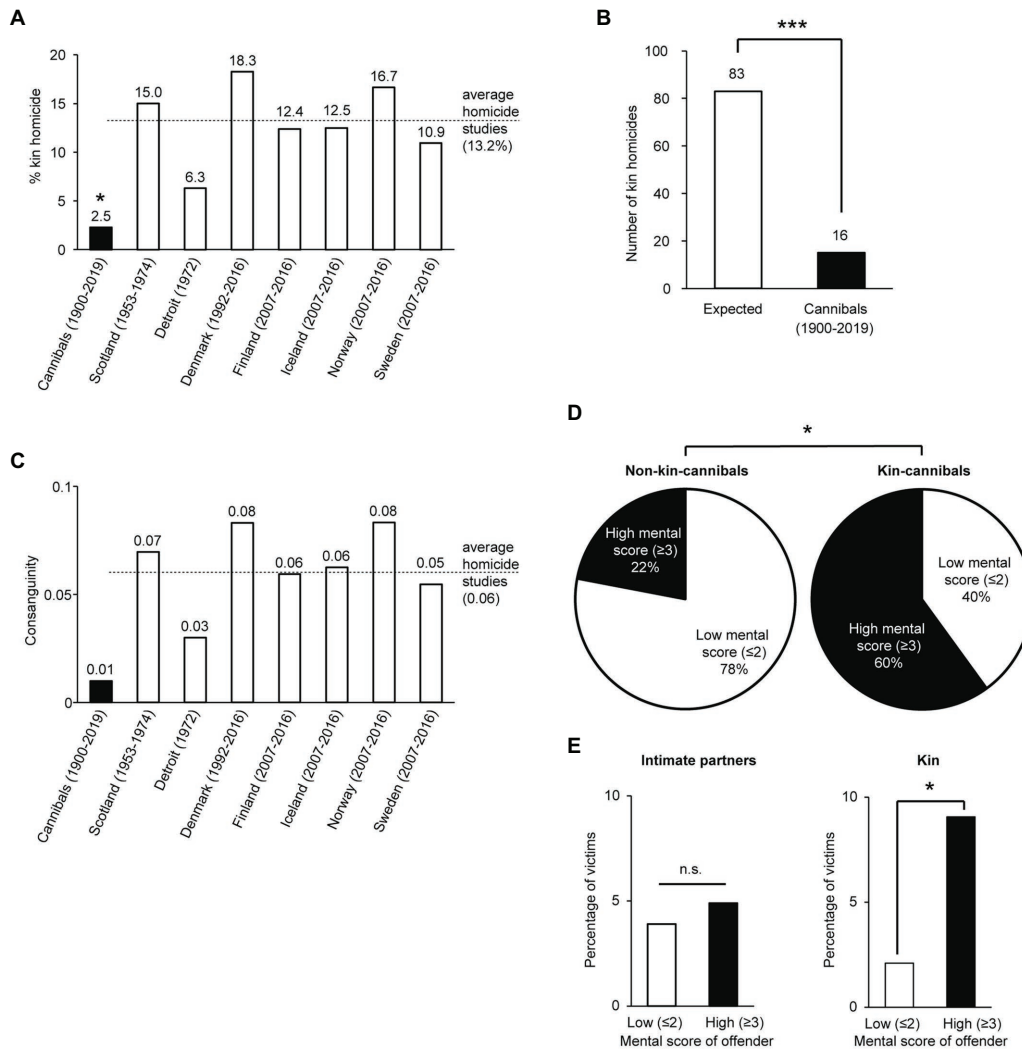 A
% kin homicide
20
15
10
5
0
*
2.5
15.0
6.3
18.3
12.4
12.5
16.7
10.9
average
homicide
studies
(13.2%)
Cannibals (1900-2019)
Scotland (1953-1974)
Detroit (1972)
Denmark (1992-2016)
Finland (2007-2016)
Iceland (2007-2016)
Norway (2007-2016)
Sweden (2007-2016)
B
***
Number of kin homicides
100
80
60
40
20
0
83
16
Expected
Cannibals
(1900-2019)
C
Consanguinity
0.1
0.05
0
0.01
0.07
0.03
0.08
0.06
0.06
0.08
0.05
average
homicide
studies
(0.06)
Cannibals (1900-2019)
Scotland (1953-1974)
Detroit (1972)
Denmark (1992-2016)
Finland (2007-2016)
Iceland (2007-2016)
Norway (2007-2016)
Sweden (2007-2016)
D
*
Non-kin-cannibals
High mental
score (≥3)
22%
Low mental
score (≤2)
78%
Kin-cannibals
Low mental
score (≤2)
40%
High mental
score (≥3)
60%
E
Intimate partners
Percentage of victims
10
5
0
n.s.
Low (≤2)
High (≥3)
Mental score of offender
Kin
Percentage of victims
10
5
0
*
Low (≤2)
High (≥3)
Mental score of offender